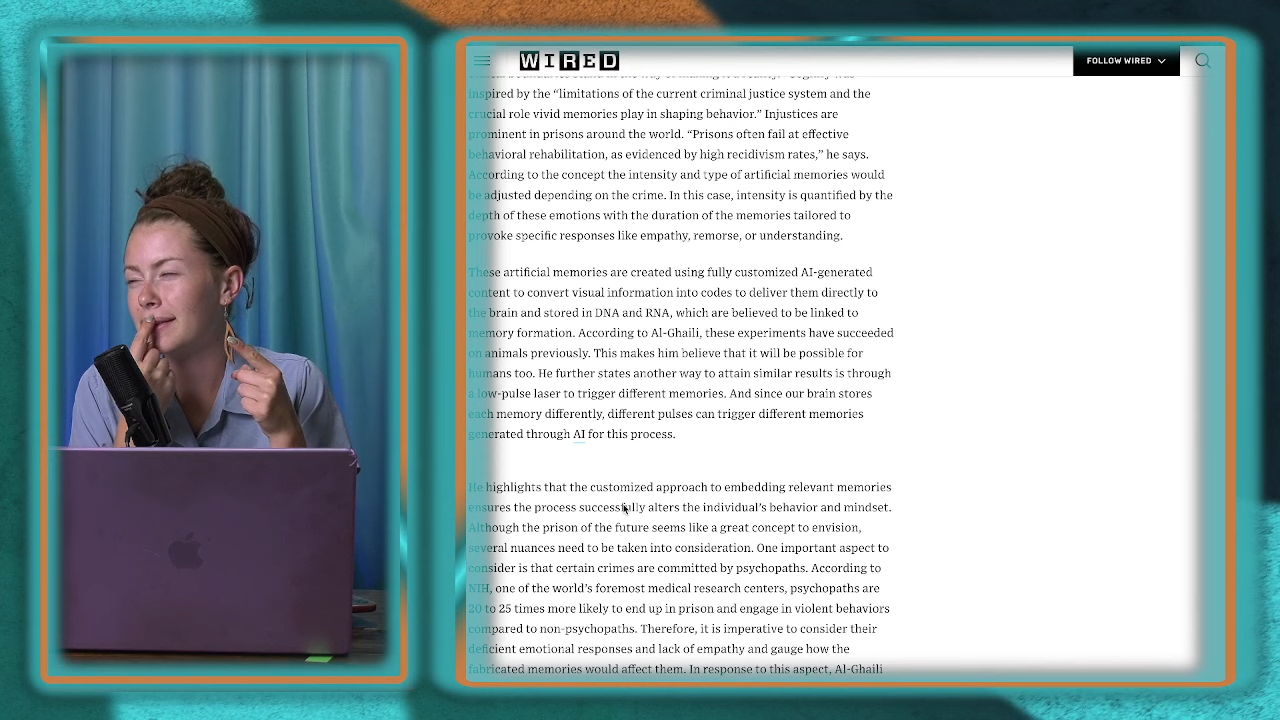 WIRED
FOLLOW WIRED
inspired by the “limitations of the current criminal justice system and the
crucial role vivid memories play in shaping behavior.” Injustices are
prominent in prisons around the world. “Prisons often fail at effective
behavioral rehabilitation, as evidenced by high recidivism rates,” he says.
According to the concept the intensity and type of artificial memories would
be adjusted depending on the crime. In this case, intensity is quantified by the
depth of these emotions with the duration of the memories tailored to
provoke specific responses like empathy, remorse, or understanding.
These artificial memories are created using fully customized AI-generated
content to convert visual information into codes to deliver them directly to
the brain and stored in DNA and RNA, which are believed to be linked to
memory formation. According to Al-Ghaili, these experiments have succeeded
on animals previously. This makes him believe that it will be possible for
humans too. He further states another way to attain similar results is through
a low-pulse laser to trigger different memories. And since our brain stores
each memory differently, different pulses can trigger different memories
generated through AI for this process.
He highlights that the customized approach to embedding relevant memories
ensures the process successfully alters the individual’s behavior and mindset.
Although the prison of the future seems like a great concept to envision,
several nuances need to be taken into consideration. One important aspect to
consider is that certain crimes are committed by psychopaths. According to
NIH, one of the world’s foremost medical research centers, psychopaths are
20 to 25 times more likely to end up in prison and engage in violent behaviors
compared to non-psychopaths. Therefore, it is imperative to consider their
deficient emotional responses and lack of empathy and gauge how the
fabricated memories would affect them. In response to this aspect, Al-Ghaili